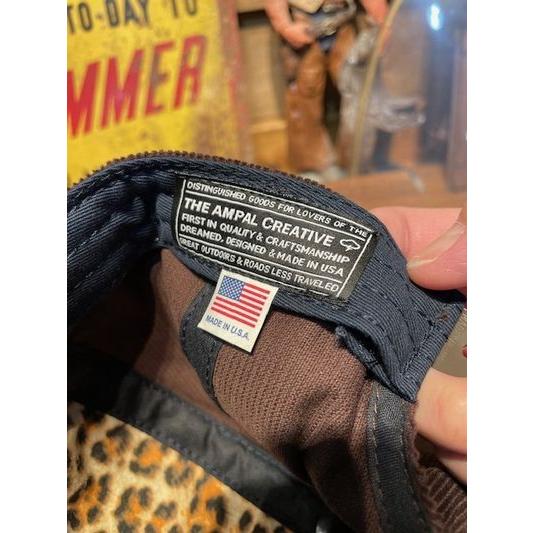 TO-DAY TO
MMER
DISTINGUISHED GOODS FOR LOVERS OF THE
THE AMPAL CREATIVE
FIRST IN QUALITY & CRAFTSMANSHIP
DREAMED, DESIGNED & MADE IN USA
GREAT OUTDOORS & ROADS LESS TRAVELED
MADE IN U.S.A.